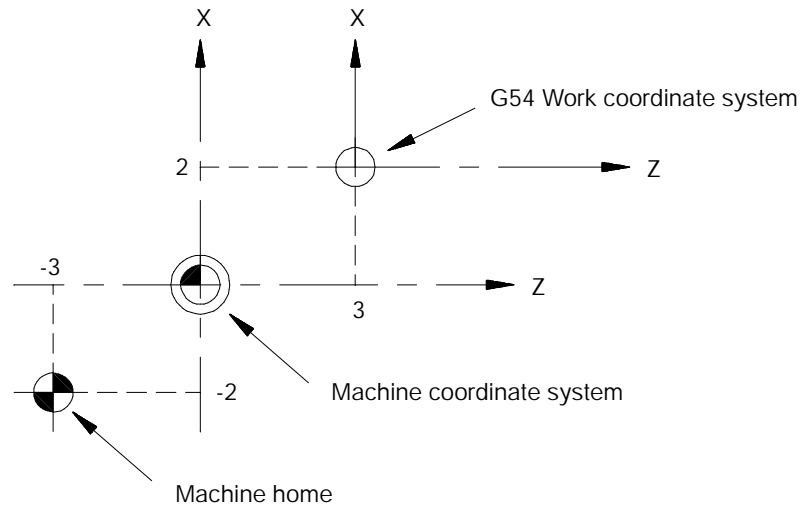 X X
G54 Work coordinate system
2 Z
-3
Z
3
Machine coordinate system
-2
Machine home